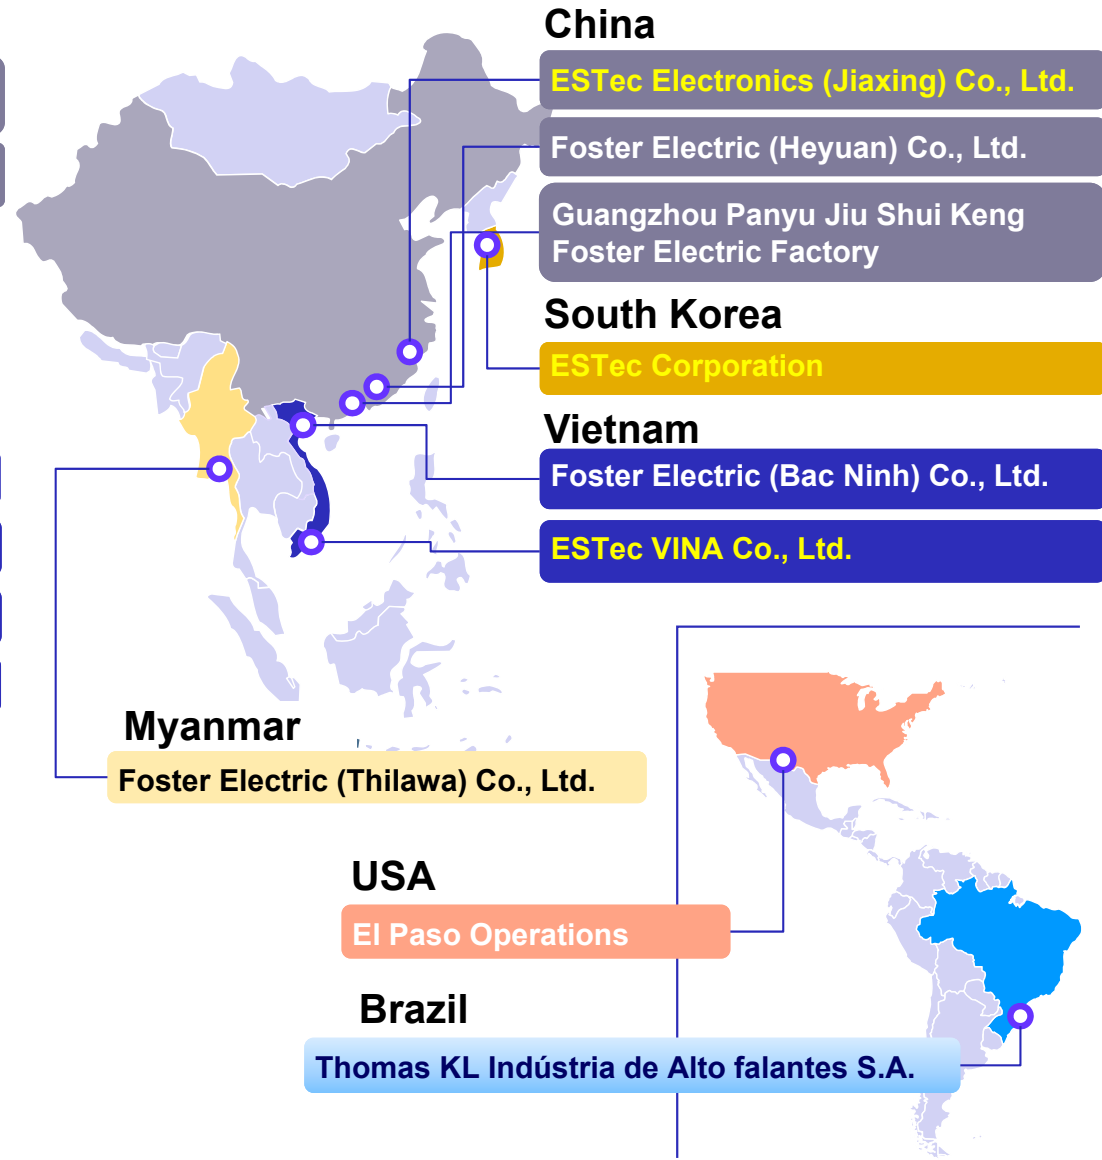 China
ESTec Electronics (Jiaxing) Co., Ltd.
Foster Electric (Heyuan) Co., Ltd.
Guangzhou Panyu Jiu Shui Keng
Foster Electric Factory
South Korea
ESTec Corporation
Vietnam
Foster Electric (Bac Ninh) Co., Ltd.
ESTec VINA Co., Ltd.
Myanmar
Foster Electric (Thilawa) Co., Ltd.
USA
El Paso Operations
Brazil
Thomas KL Indústria de Alto falantes S.A.